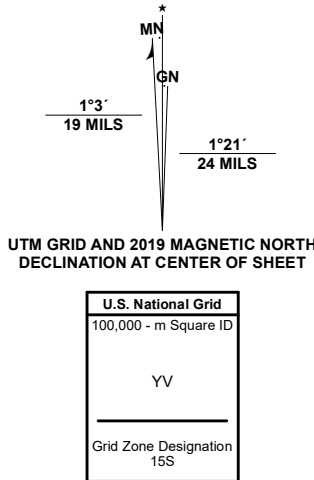 ★
MN
GN
1°3´
19 MILS
1°21´
24 MILS
UTM GRID AND 2019 MAGNETIC NORTH
DECLINATION AT CENTER OF SHEET
U.S. National Grid
100,000 - m Square ID
YV
Grid Zone Designation
15S